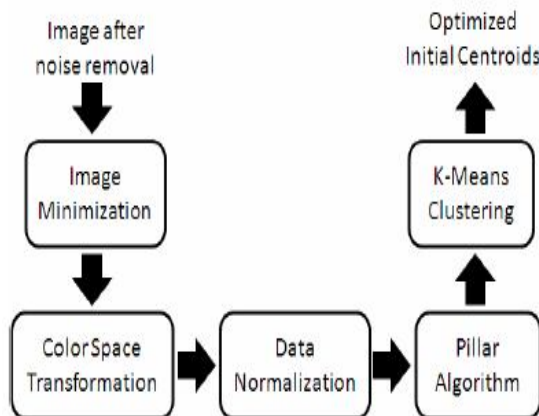 Image after
noise removal
Image
Minimization
Color Space
Transformation
Data
Normalization
Pillar
Algorithm
K-Means
Clustering
Optimized
Initial Centroids